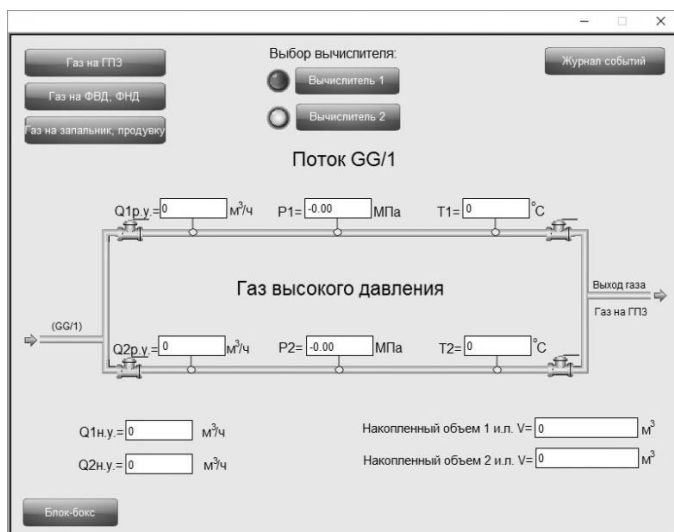 Газ на ГПЗ
Газ на ФВД, ФНД
Газ на запальник, продувку
Выбор вычислителя:
Вычислитель 1
Вычислитель 2
Журнал событий
Поток GG/1
Q1р.у.= 0 м³/ч P1= -0.00 МПа T1= 0 °C
Газ высокого давления
Выход газа
Газ на ГПЗ
(GG/1)
Q2р.у.= 0 м³/ч P2= -0.00 МПа T2= 0 °C
Q1н.у.= 0 м³/ч
Накопленный объем 1 и.л. V= 0 м³
Q2н.у.= 0 м³/ч
Накопленный объем 2 и.л. V= 0 м³
Блок-бокс